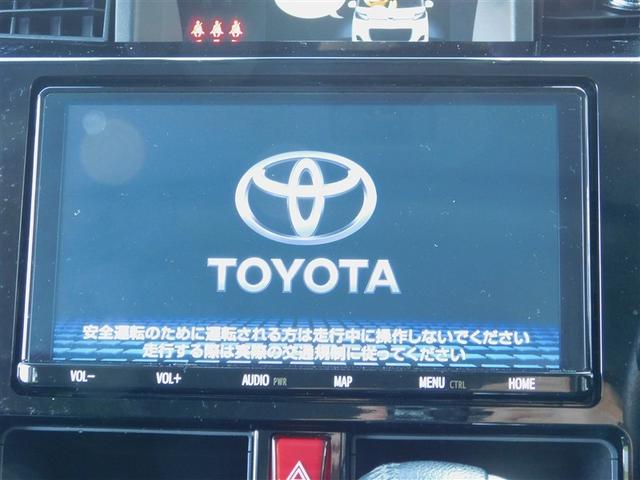 TOYOTA
安全運転のために運転される方は走行中に操作しないでください
走行する際は実際の交通規制に従ってください
VOL- VOL+ AUDIO PWR MAP MENU CTRL HOME